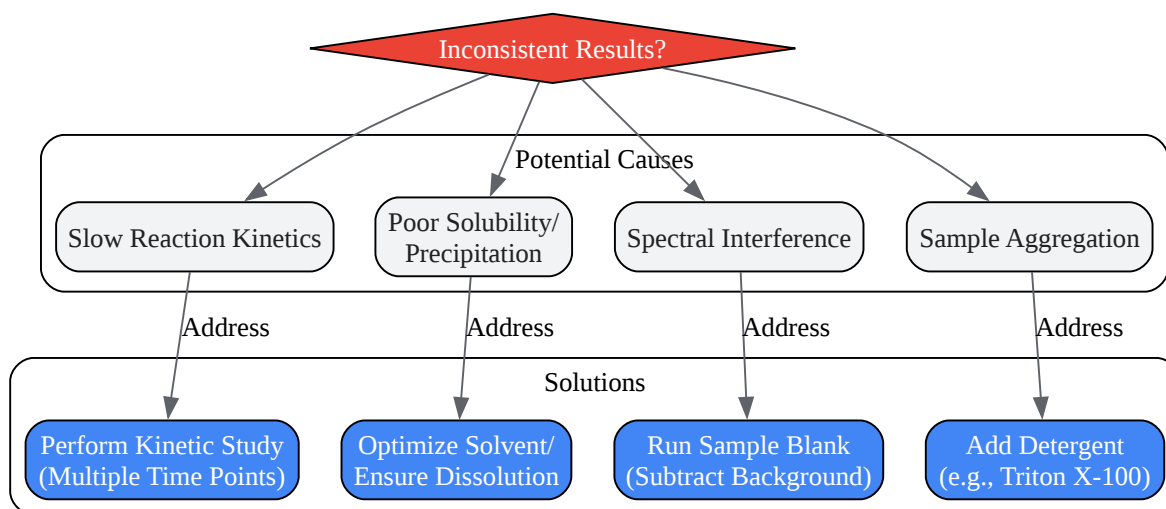 Inconsistent Results?
Potential Causes
Slow Reaction Kinetics
Poor Solubility/
Precipitation
Spectral Interference
Sample Aggregation
Address
Address
Address
Address
Solutions
Perform Kinetic Study
(Multiple Time Points)
Optimize Solvent/
Ensure Dissolution
Run Sample Blank
(Subtract Background)
Add Detergent
(e.g., Triton X-100)